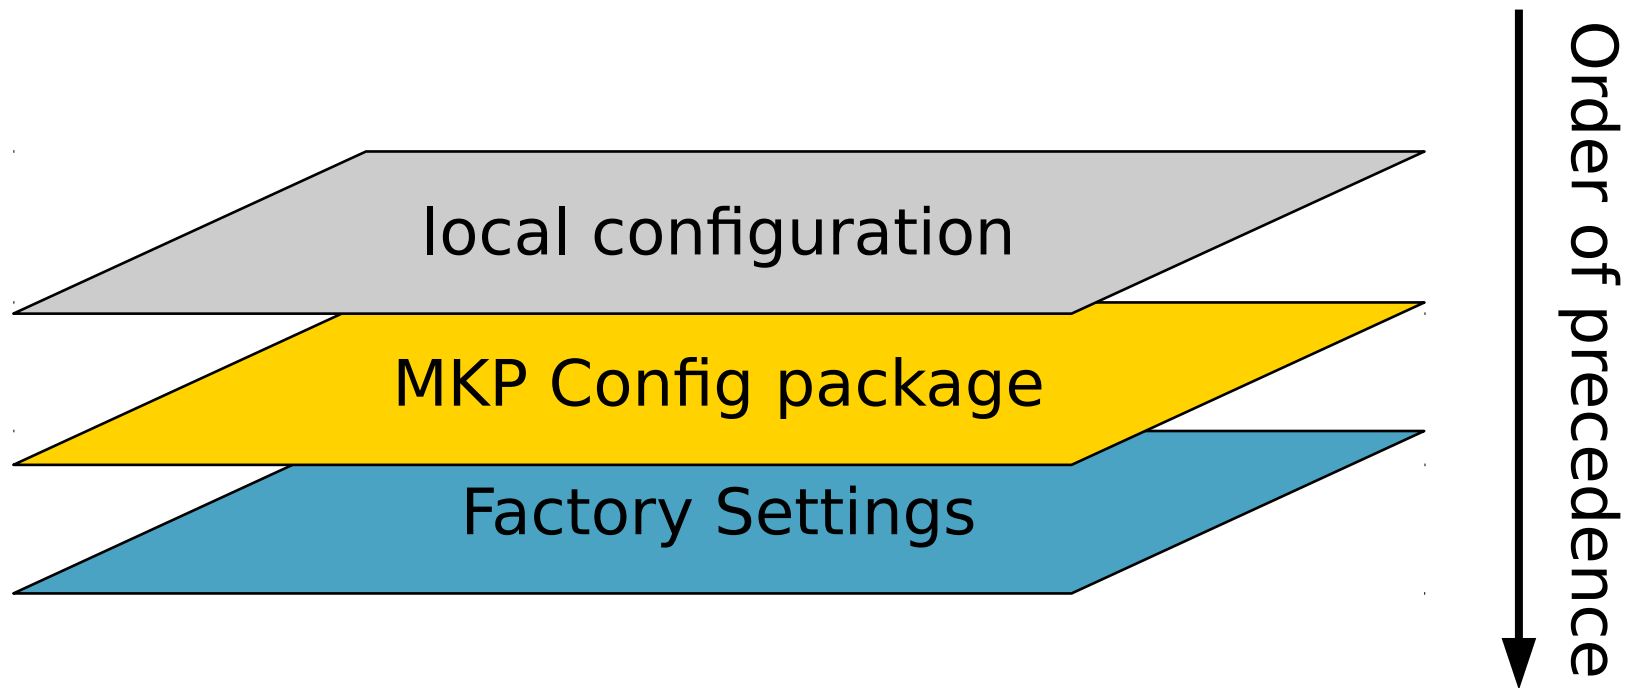 local configuration
MKP Config package
Factory Settings
Order of precedence